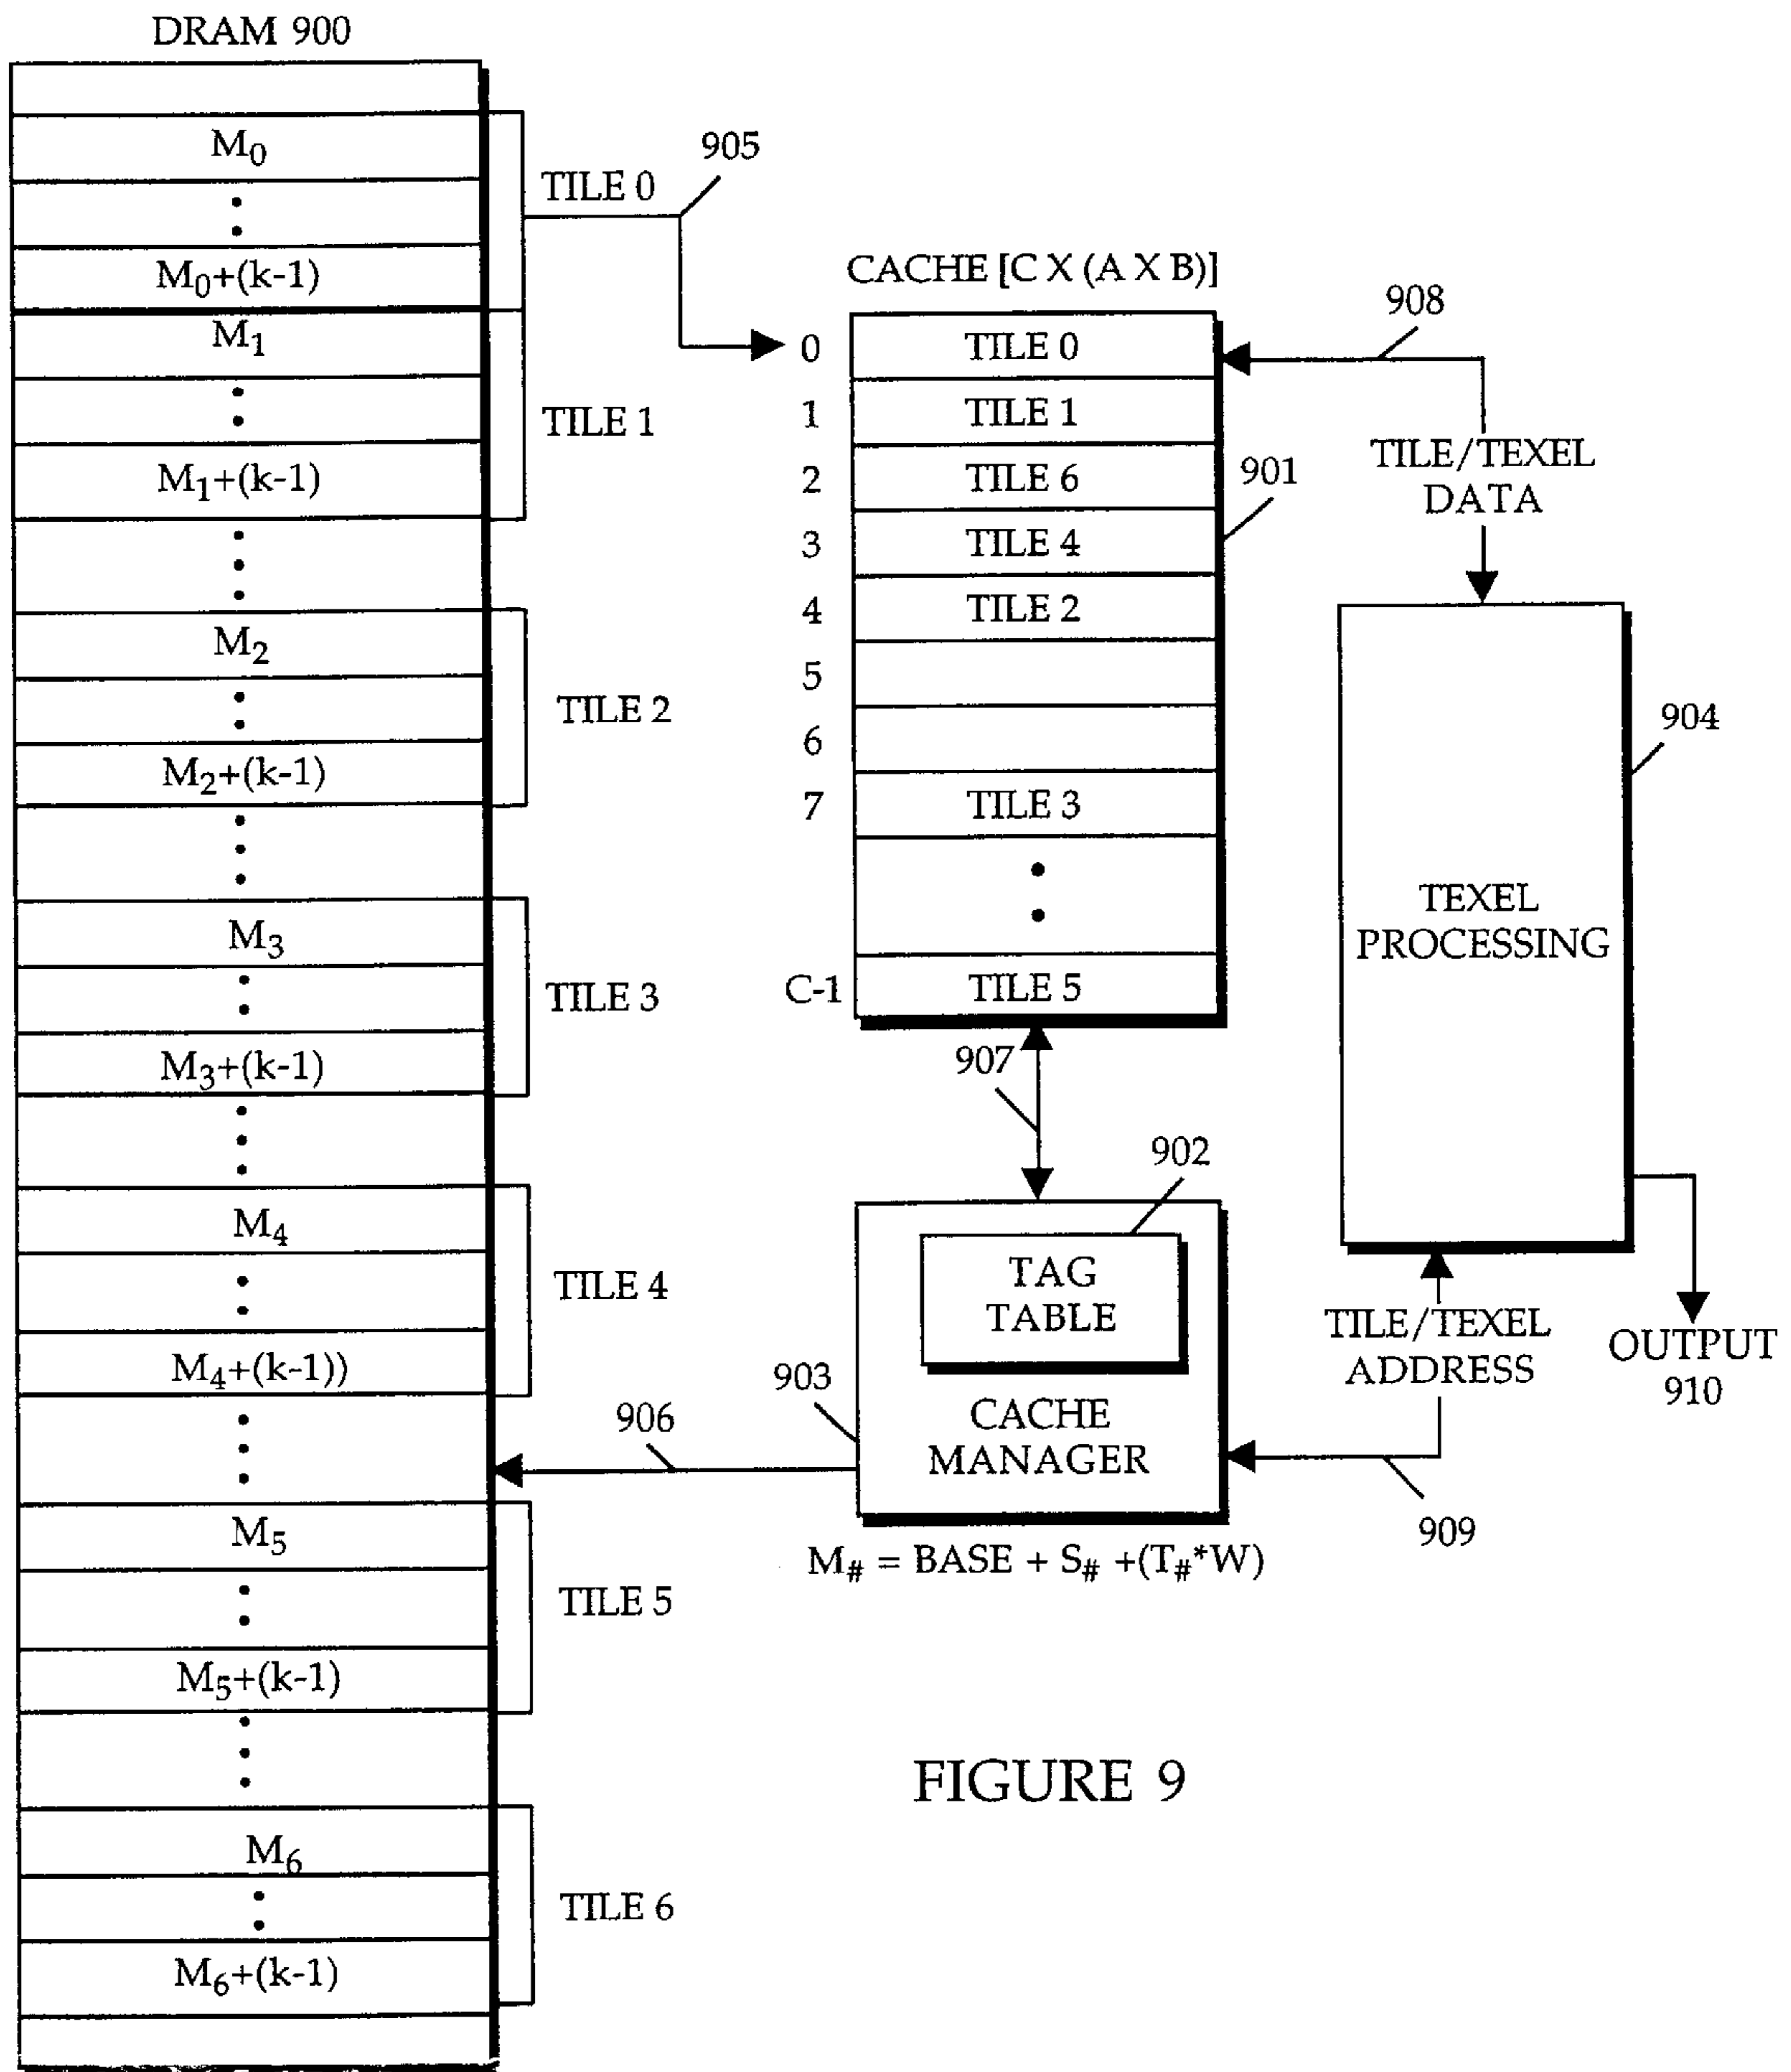 DRAM 900
M0
M0+(k-1)
TILE 0
M1
M1+(k-1)
TILE 1
M2
M2+(k-1)
TILE 2
M3
M3+(k-1)
TILE 3
M4
M4+(k-1))
TILE 4
M5
M5+(k-1)
TILE 5
M6
M6+(k-1)
TILE 6
905
CACHE [C X (A X B)]
0 TILE 0
1 TILE 1
2 TILE 6
3 TILE 4
4 TILE 2
5
6
7 TILE 3
C-1 TILE 5
901
908
TILE/TEXEL
DATA
904
TEXEL
PROCESSING
907
902
TAG
TABLE
903
CACHE
MANAGER
906
TILE/TEXEL
ADDRESS
OUTPUT
910
909
M# = BASE + S# +(T#*W)
FIGURE 9